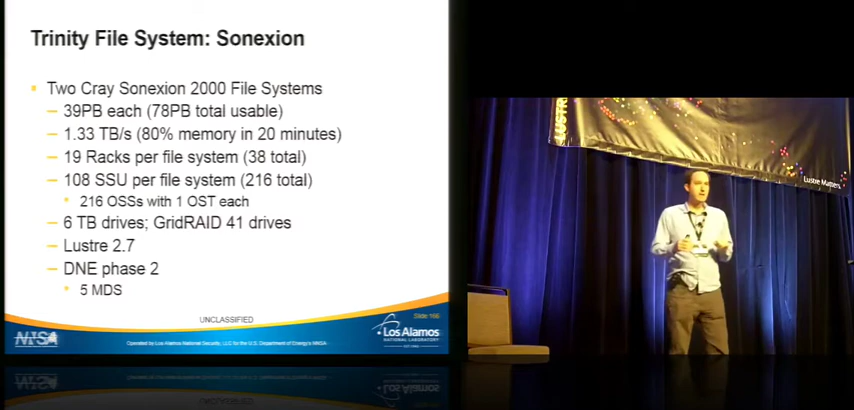 Trinity File System: Sonexion
Two Cray Sonexion 2000 File Systems
39PB each (78PB total usable)
1.33 TB/s (80% memory in 20 minutes)
19 Racks per file system (38 total)
108 SSU per file system (216 total)
216 OSSs with 1 OST each
6 TB drives; GridRAID 41 drives
Lustre 2.7
DNE phase 2
5 MDS
UNCLASSIFIED
Slide 166
Operated by Los Alamos National Security, LLC for the U.S. Department of Energy's NNSA
Los Alamos
NATIONAL LABORATORY
LUSTR
Lustre Matters